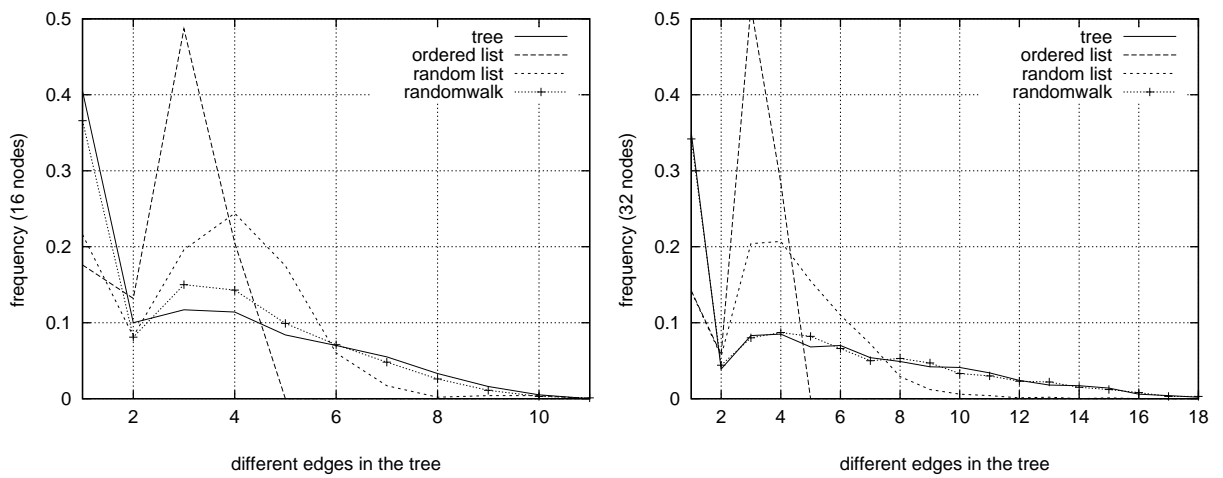 0.5
0.4
0.3
0.2
0.1
0
2
4
6
8
10
frequency (16 nodes)
different edges in the tree
tree
ordered list
random list
randomwalk
0.5
0.4
0.3
0.2
0.1
0
2
4
6
8
10
12
14
16
18
frequency (32 nodes)
different edges in the tree
tree
ordered list
random list
randomwalk